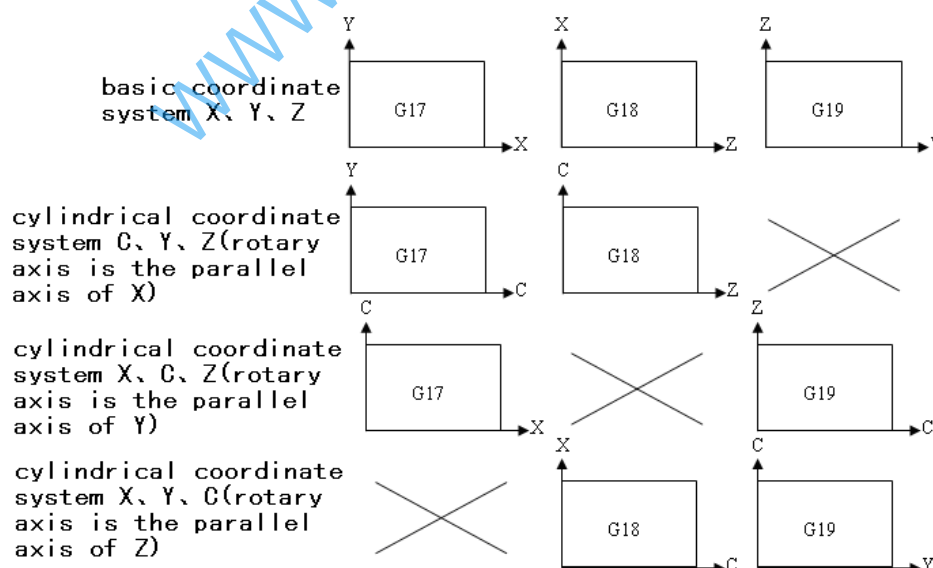 WWW
Y
X
Z
basic coordinate
system X、Y、Z
G17
G18
G19
X
Z
Y
C
cylindrical coordinate
system C、Y、Z(rotary
axis is the parallel
axis of X)
G17
G18
C
Z
C
Z
cylindrical coordinate
system X、C、Z(rotary
axis is the parallel
axis of Y)
G17
G19
X
C
X
C
cylindrical coordinate
system X、Y、C(rotary
axis is the parallel
axis of Z)
G18
G19
C
Y